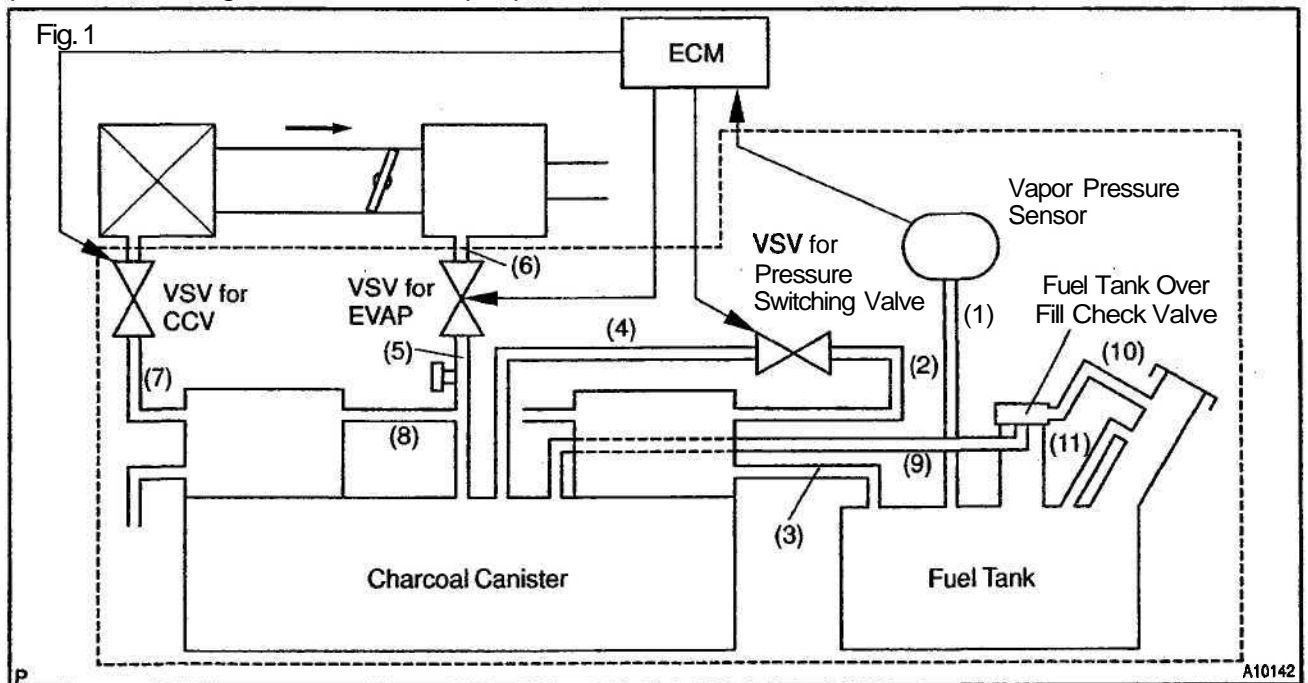 Fig. 1
ECM
Vapor Pressure
Sensor
VSV for
Pressure
Switching Valve
Fuel Tank Over
Fill Check Valve
VSV for
CCV
VSV for
EVAP
(6)
(1)
(4)
(5)
(2)
(10)
(7)
(8)
(9)
(11)
(3)
Charcoal Canister
Fuel Tank
P
A10142